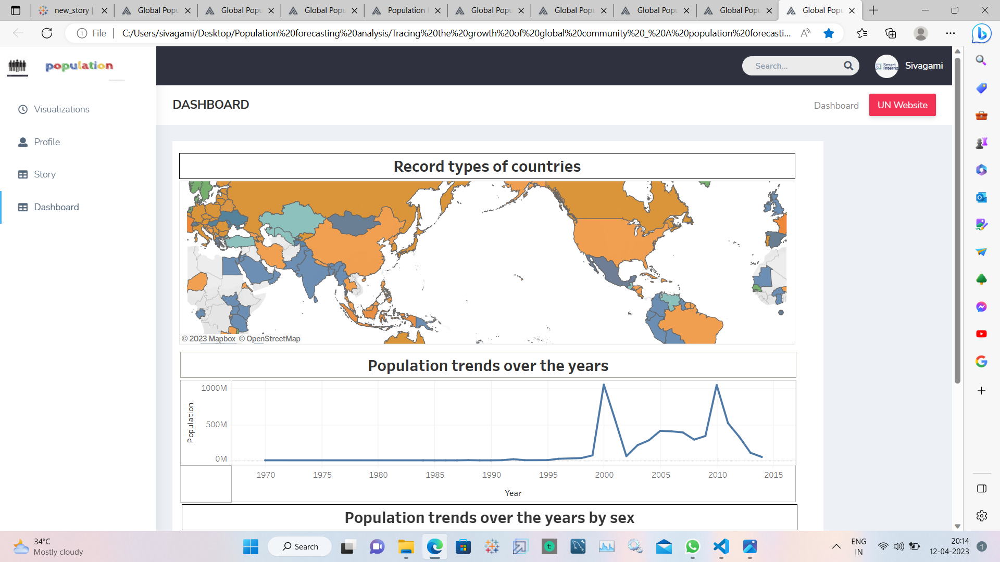 new_story |
Global Popu
Global Popu
Global Popu
Population
Global Popu
Global Popu
Global Popu
Global Popu
Global Popu
File
C:/Users/sivagami/Desktop/Population%20forecasting%20analysis/Tracing%20the%20growth%20of%20global%20community%20_%20A%20population%20forecasti...
population
Search...
Smart
Internz
Sivagami
Visualizations
Profile
Story
Dashboard
DASHBOARD
Dashboard
UN Website
Record types of countries
© 2023 Mapbox © OpenStreetMap
Population trends over the years
1000M
500M
0M
Population
1970 1975 1980 1985 1990 1995 2000 2005 2010 2015
Year
Population trends over the years by sex
34°C
Mostly cloudy
Search
ENG
IN
20:14
12-04-2023
1